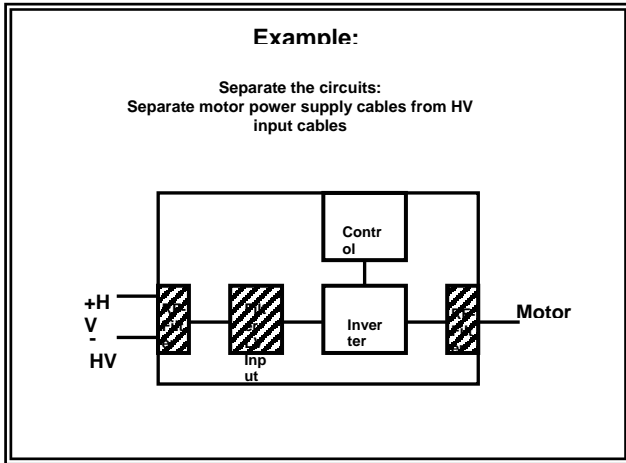 Example:
Separate the circuits:
Separate motor power supply cables from HV
input cables
Contr
ol
+H
V
-
HV
Inver
ter
Motor
Inp
ut